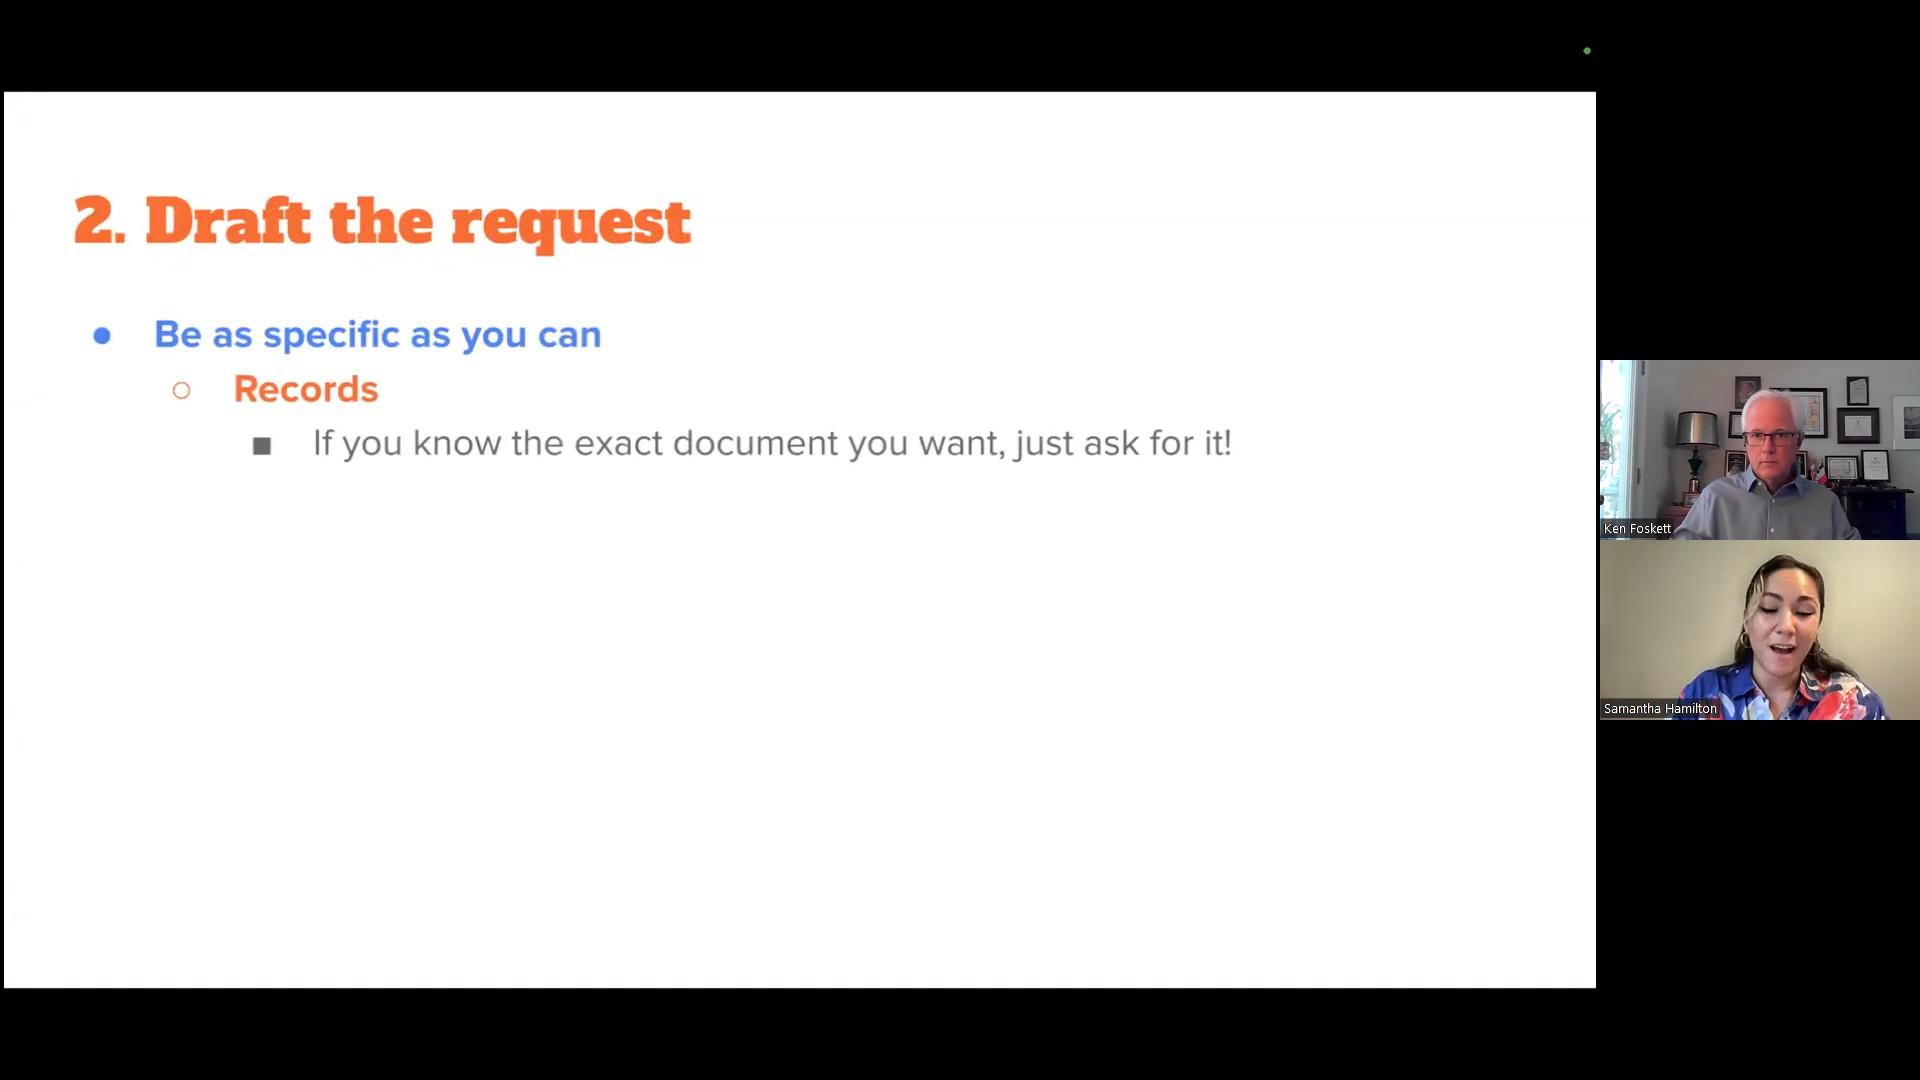 2. Draft the request
Be as specific as you can
Records
If you know the exact document you want, just ask for it!
Ken Foskett
Samantha Hamilton